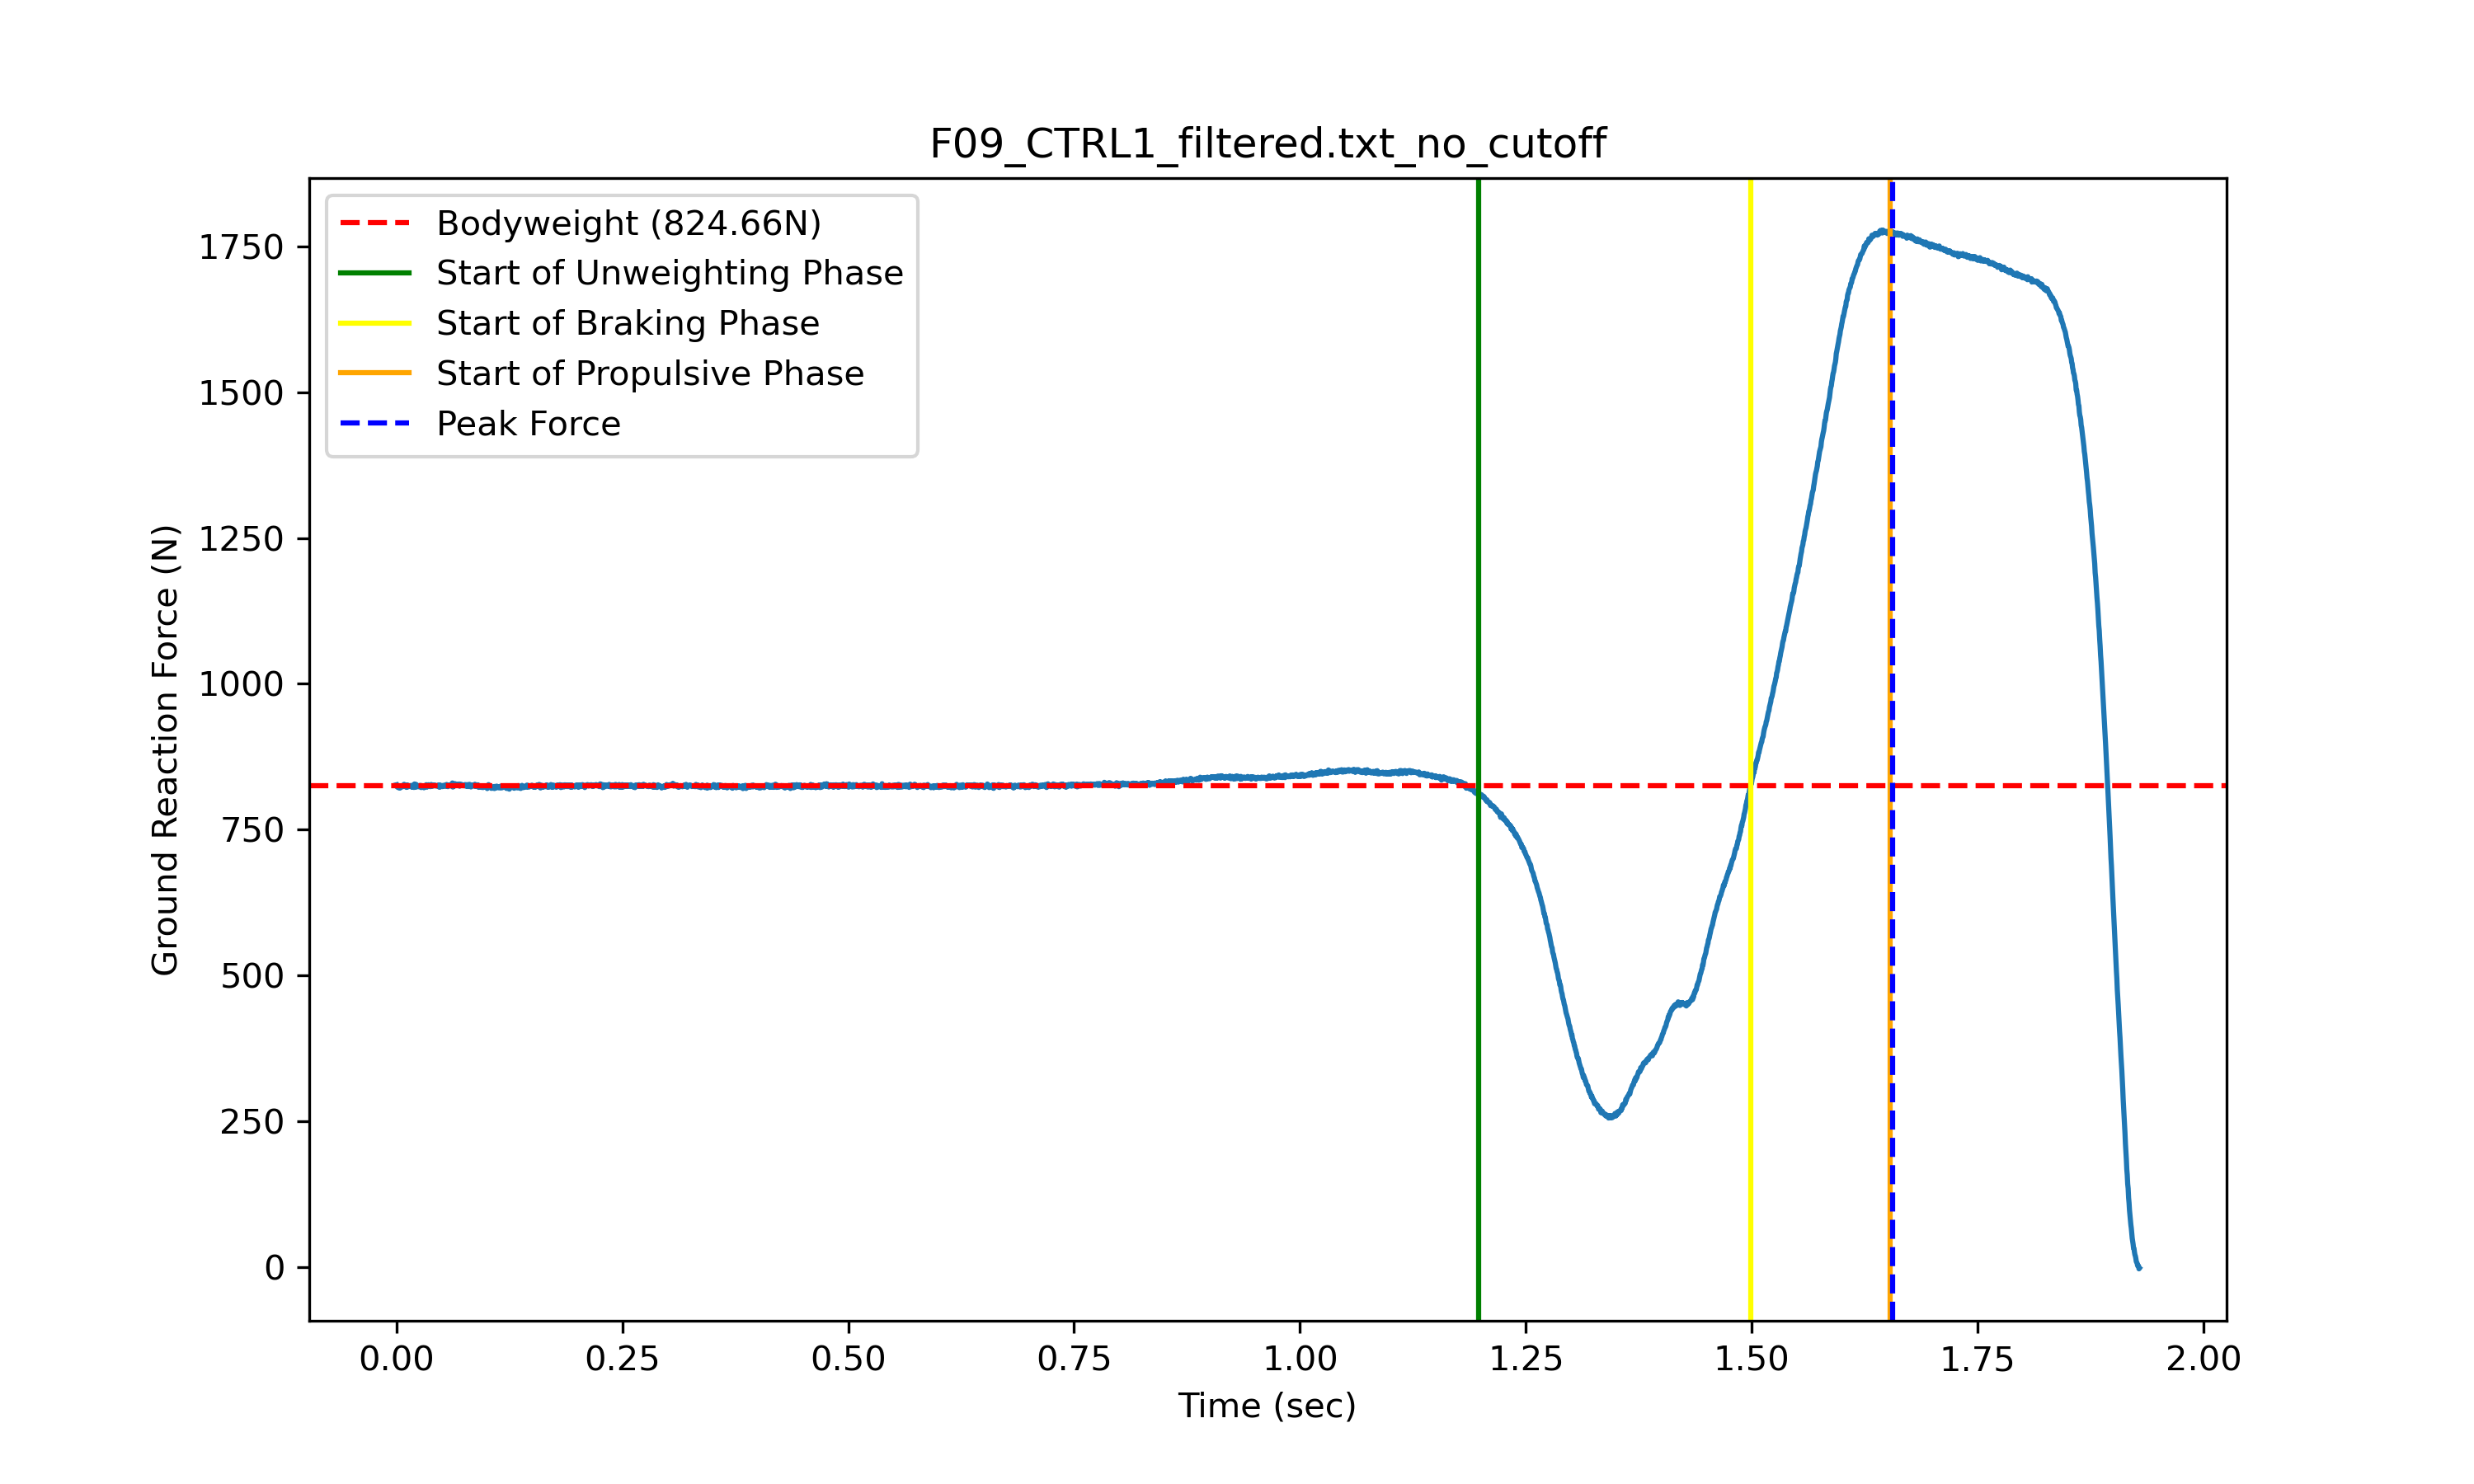 F09_CTRL1_filtered.txt_no_cutoff
Bodyweight (824.66N)
Start of Unweighting Phase
Start of Braking Phase
Start of Propulsive Phase
Peak Force
Ground Reaction Force (N)
1750
1500
1250
1000
750
500
250
0
0.00 0.25 0.50 0.75 1.00 1.25 1.50 1.75 2.00
Time (sec)